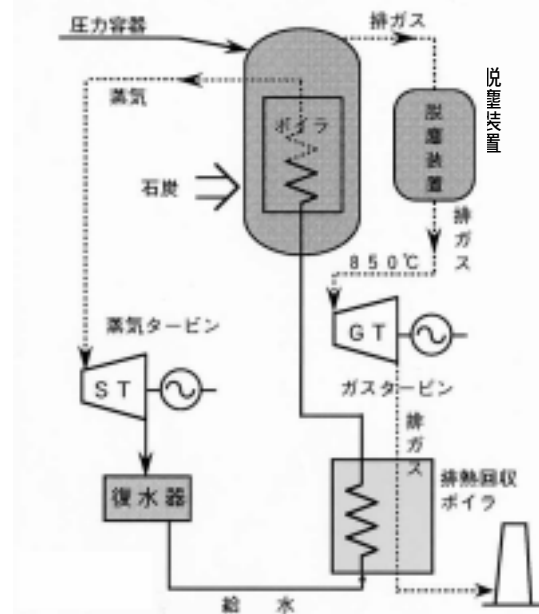 圧力容器
排ガス
蒸気
ボイラ
脱塵装置
脱塵装置
石炭
排ガス
850℃
蒸気タービン
GT
ST
ガスタービン
排ガス
排熱回収
ボイラ
復水器
給水